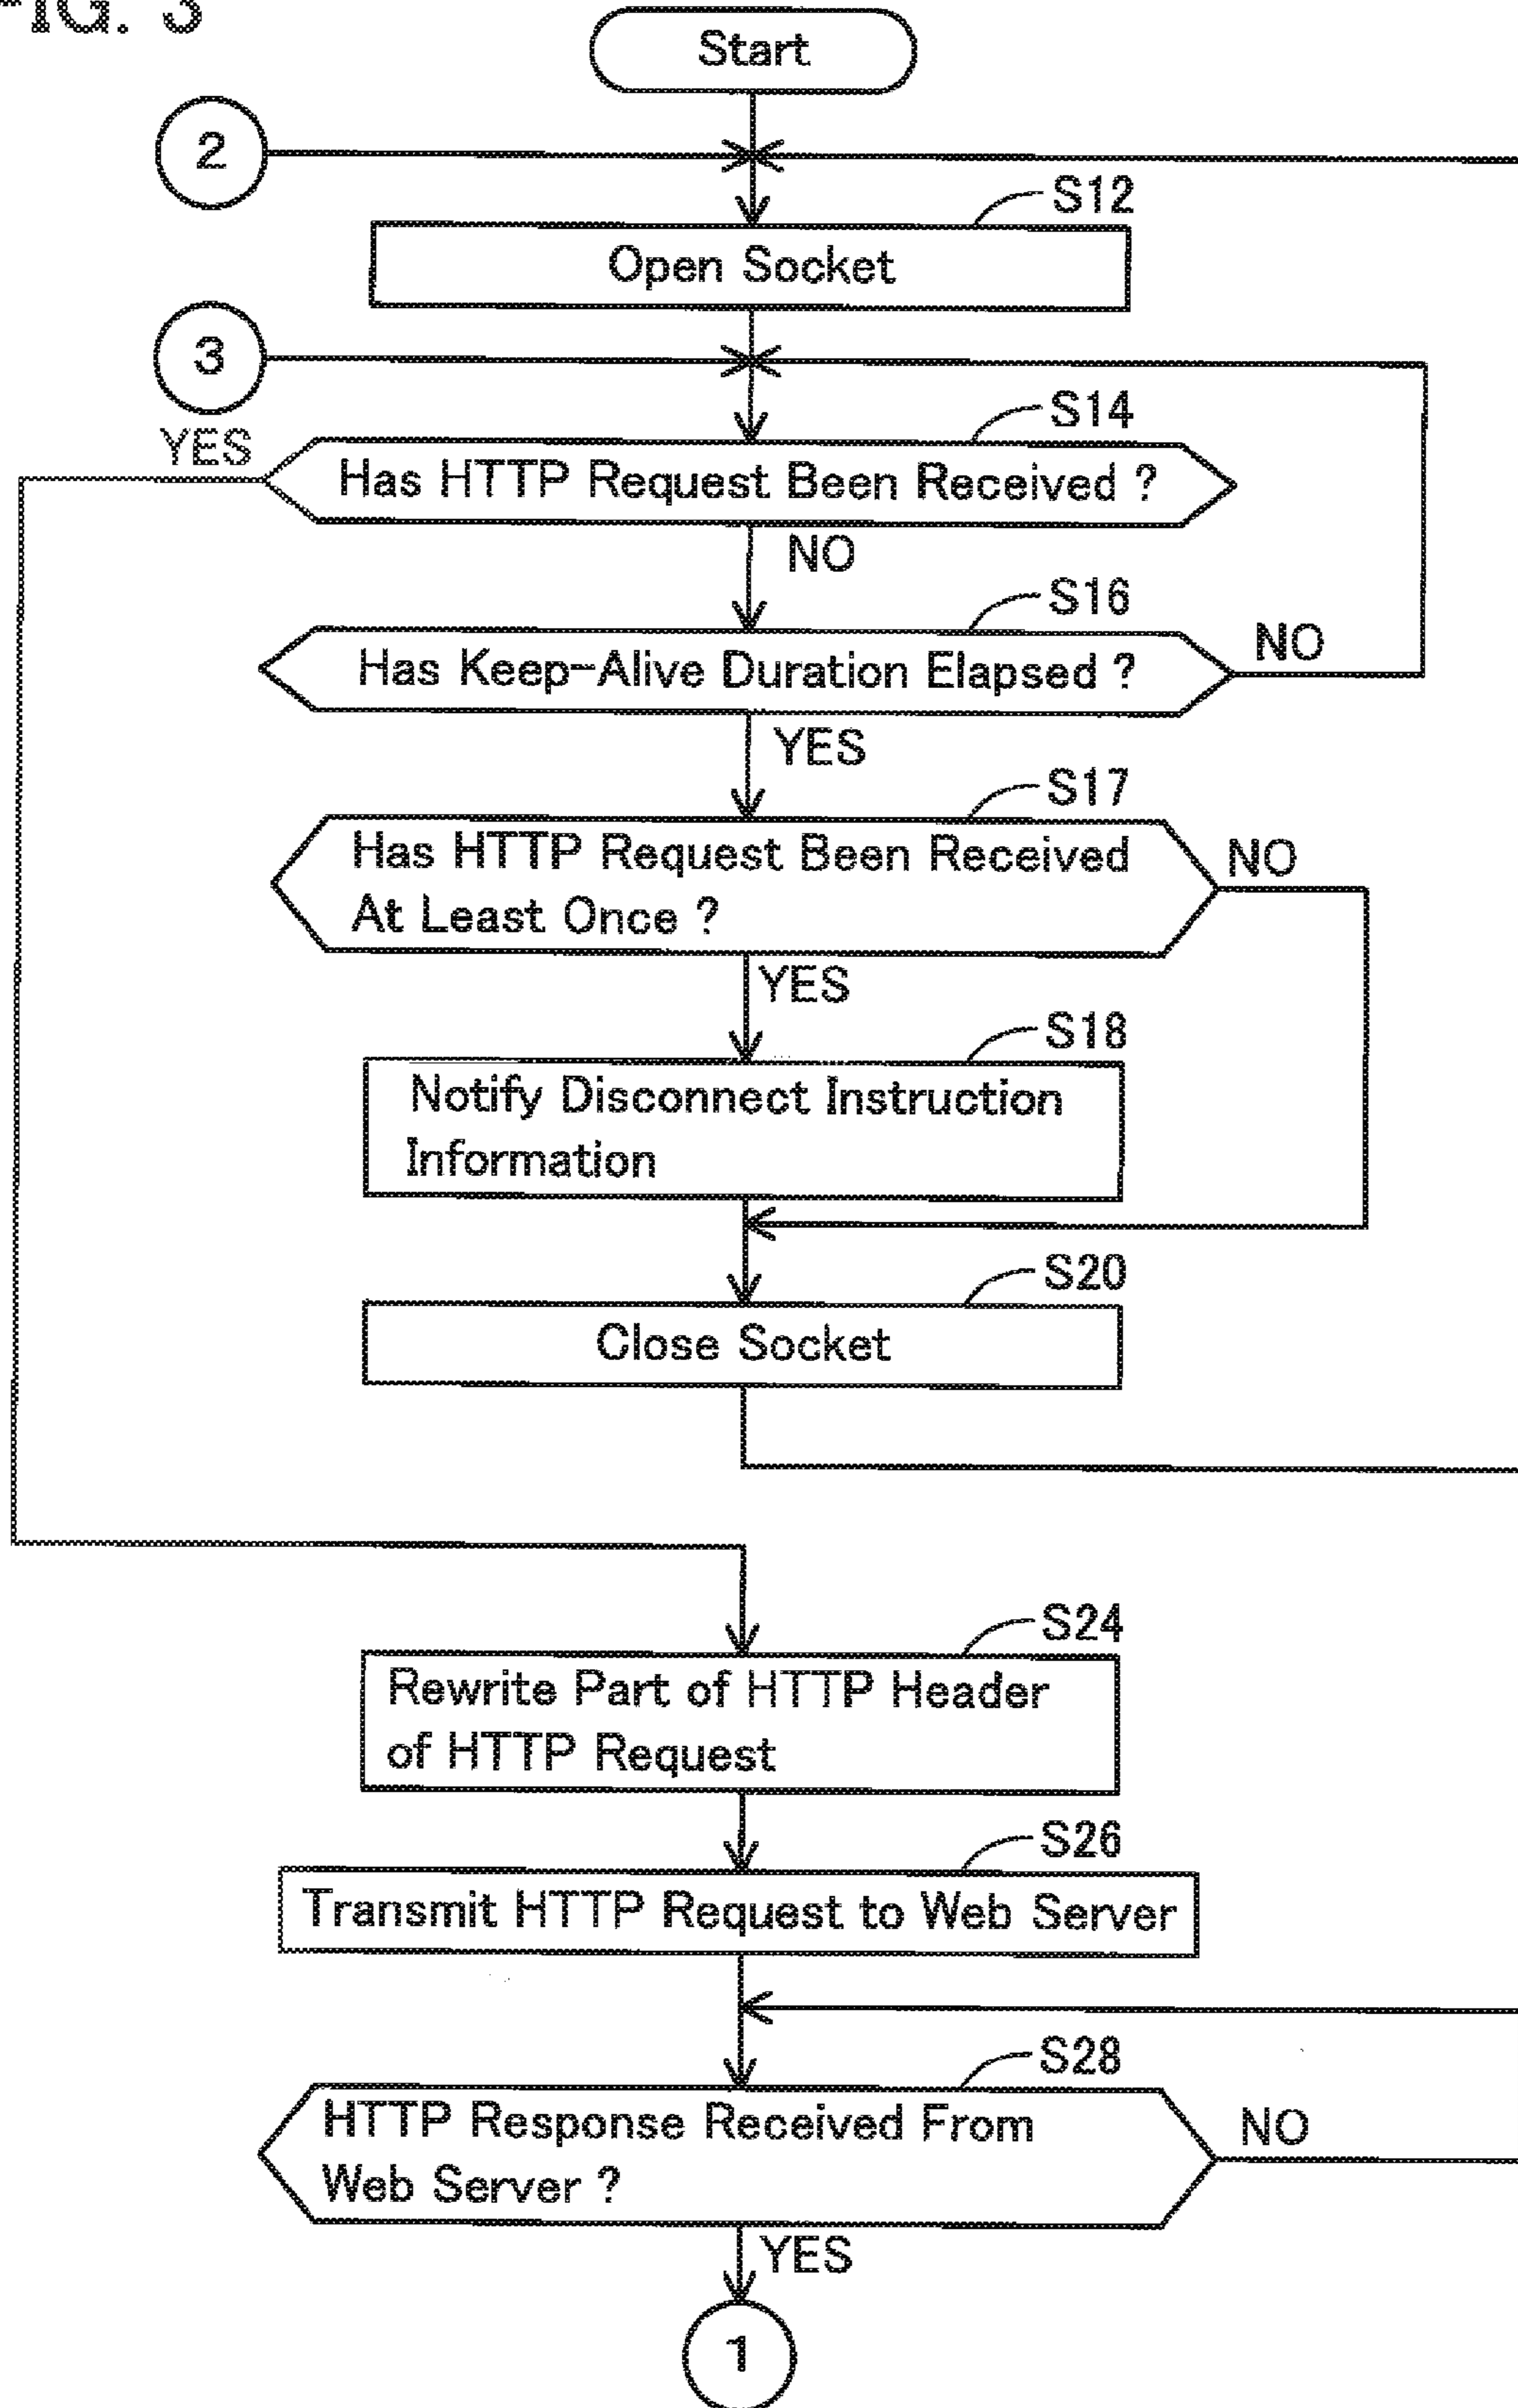 FIG. 3
Start
2
S12
Open Socket
3
S14
YES
Has HTTP Request Been Received ?
NO
S16
Has Keep-Alive Duration Elapsed ?
NO
YES
S17
Has HTTP Request Been Received
At Least Once ?
NO
YES
S18
Notify Disconnect Instruction
Information
S20
Close Socket
S24
Rewrite Part of HTTP Header
of HTTP Request
S26
Transmit HTTP Request to Web Server
S28
HTTP Response Received From
Web Server ?
NO
YES
1